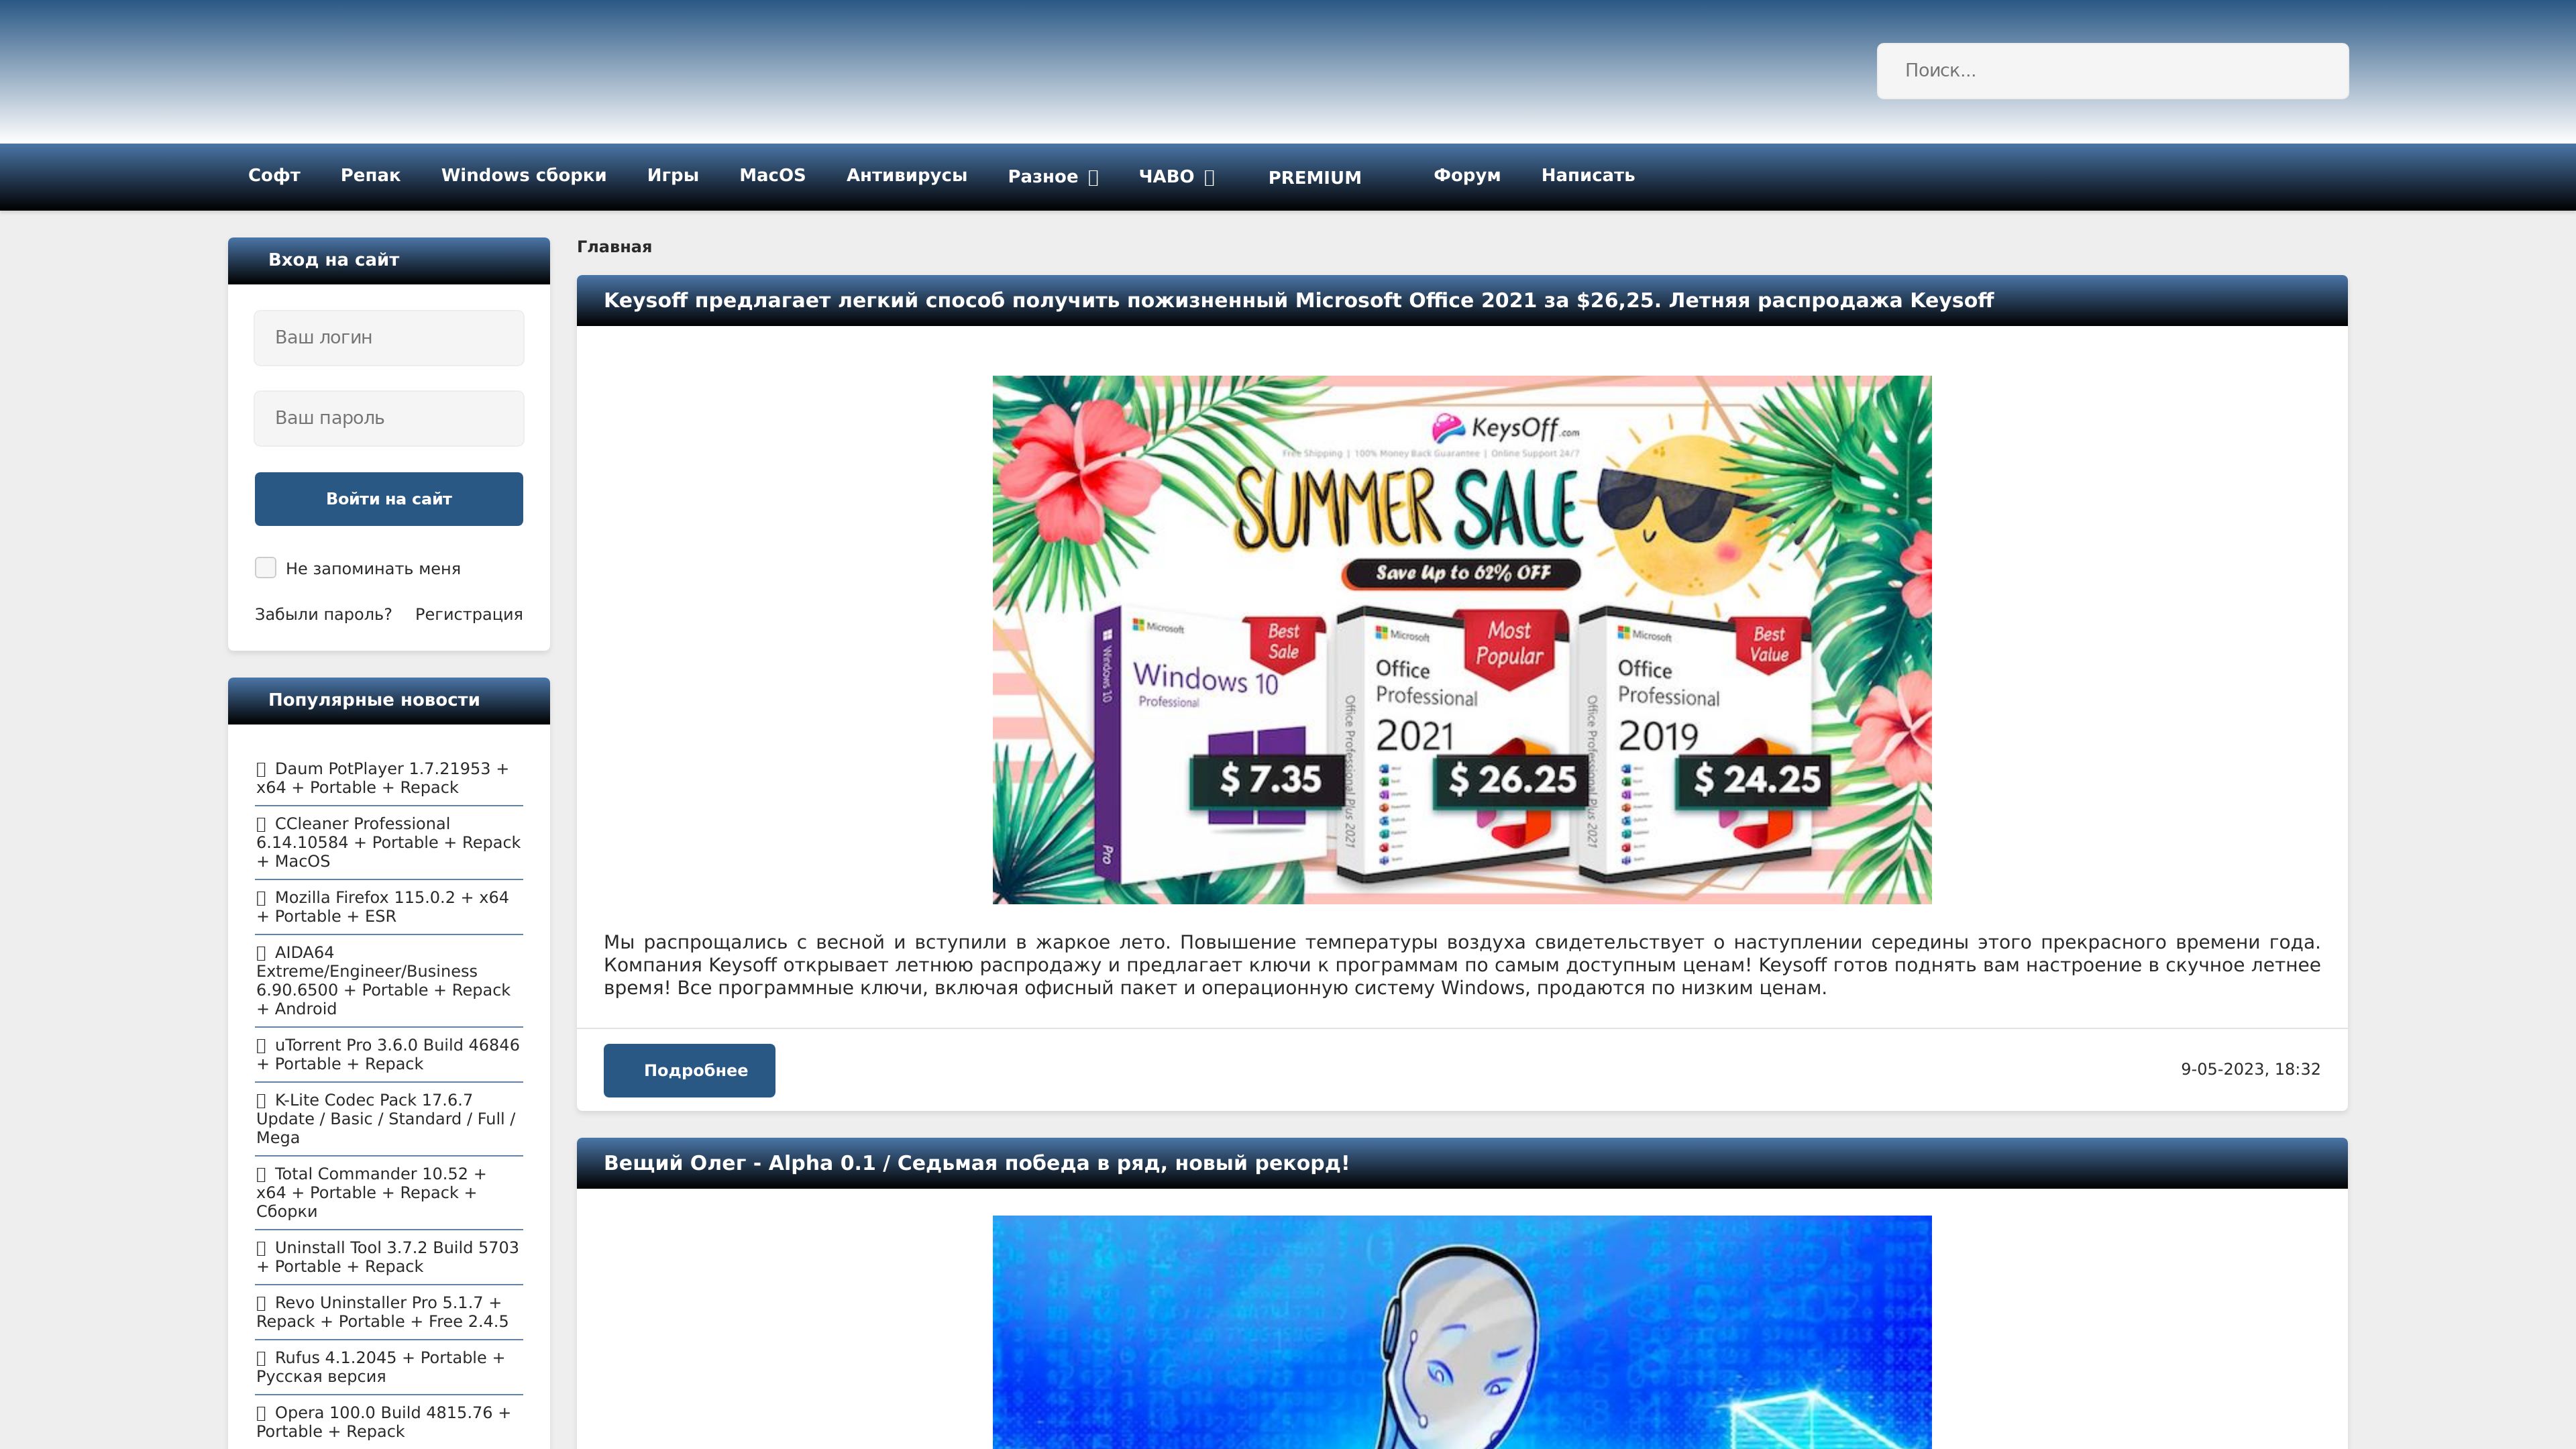 Поиск...
Софт Репак Windows сборки Игры MacOS Антивирусы Разное ЧАВО PREMIUM Форум Написать
Вход на сайт
Ваш логин
Ваш пароль
Войти на сайт
Не запоминать меня
Забыли пароль? Регистрация
Популярные новости
Daum PotPlayer 1.7.21953 +
x64 + Portable + Repack
CCleaner Professional
6.14.10584 + Portable + Repack
+ MacOS
Mozilla Firefox 115.0.2 + x64
+ Portable + ESR
AIDA64
Extreme/Engineer/Business
6.90.6500 + Portable + Repack
+ Android
uTorrent Pro 3.6.0 Build 46846
+ Portable + Repack
K-Lite Codec Pack 17.6.7
Update / Basic / Standard / Full /
Mega
Total Commander 10.52 +
x64 + Portable + Repack +
Сборки
Uninstall Tool 3.7.2 Build 5703
+ Portable + Repack
Revo Uninstaller Pro 5.1.7 +
Repack + Portable + Free 2.4.5
Rufus 4.1.2045 + Portable +
Русская версия
Opera 100.0 Build 4815.76 +
Portable + Repack
Главная
Keysoff предлагает легкий способ получить пожизненный Microsoft Office 2021 за $26,25. Летняя распродажа Keysoff
KeysOff.com
Free Shipping | 100% Money Back Guarantee | Online Support 24/7
SUMMER SALE
Save Up to 62% OFF
Microsoft
Best
Sale
Windows 10
Professional
Windows 10
Pro
$ 7.35
Microsoft
Most
Popular
Office
Professional
2021
Office Professional Plus 2021
$ 26.25
Microsoft
Best
Value
Office
Professional
2019
Office Professional Plus 2021
$ 24.25
Мы распрощались с весной и вступили в жаркое лето. Повышение температуры воздуха свидетельствует о наступлении середины этого прекрасного времени года.
Компания Keysoff открывает летнюю распродажу и предлагает ключи к программам по самым доступным ценам! Keysoff готов поднять вам настроение в скучное летнее
время! Все программные ключи, включая офисный пакет и операционную систему Windows, продаются по низким ценам.
Подробнее
9-05-2023, 18:32
Вещий Олег - Alpha 0.1 / Седьмая победа в ряд, новый рекорд!